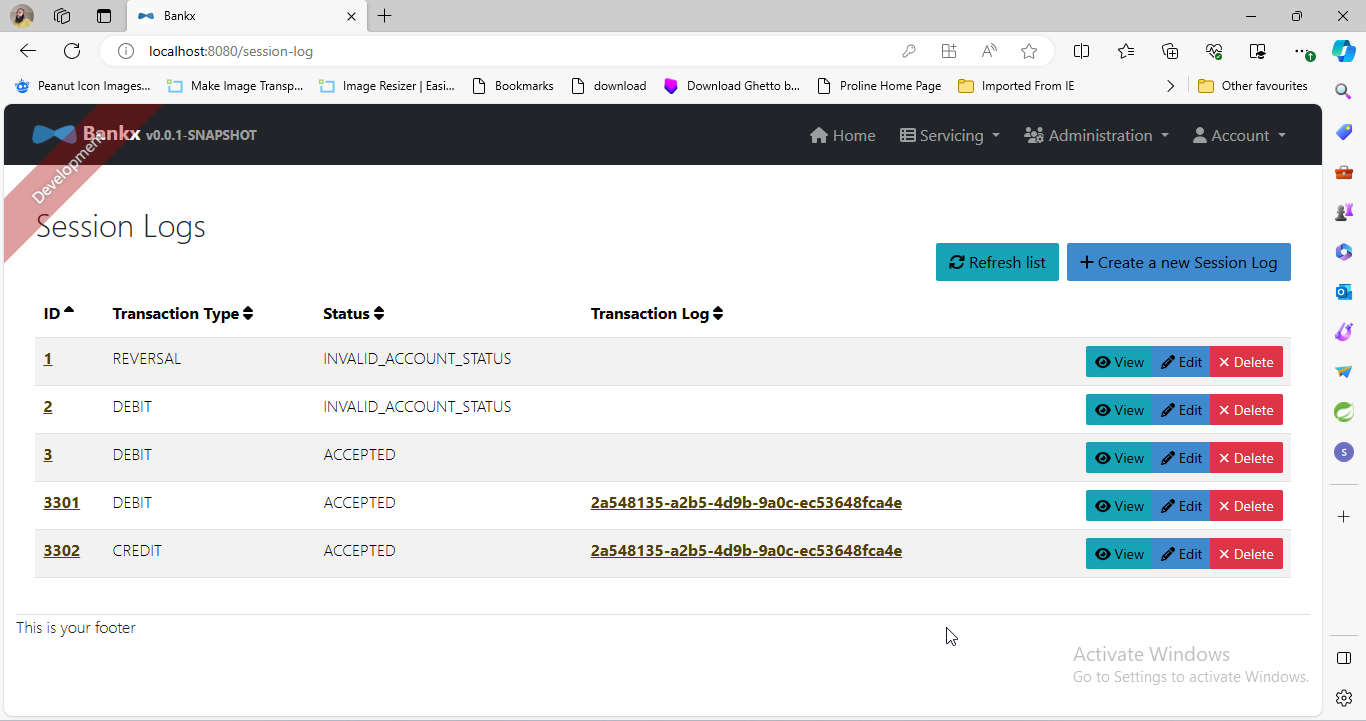 Bankx
localhost:8080/session-log
Peanut Icon Images... Make Image Transp... Image Resizer | Easi... Bookmarks download Download Ghetto b... Proline Home Page Imported From IE Other favourites
Bankx v0.0.1-SNAPSHOT Home Servicing Administration Account
Development
Session Logs
Refresh list + Create a new Session Log
ID Transaction Type Status Transaction Log
1 REVERSAL INVALID_ACCOUNT_STATUS View Edit Delete
2 DEBIT INVALID_ACCOUNT_STATUS View Edit Delete
3 DEBIT ACCEPTED View Edit Delete
3301 DEBIT ACCEPTED 2a548135-a2b5-4d9b-9a0c-ec53648fca4e View Edit Delete
3302 CREDIT ACCEPTED 2a548135-a2b5-4d9b-9a0c-ec53648fca4e View Edit Delete
This is your footer
Activate Windows
Go to Settings to activate Windows.
S